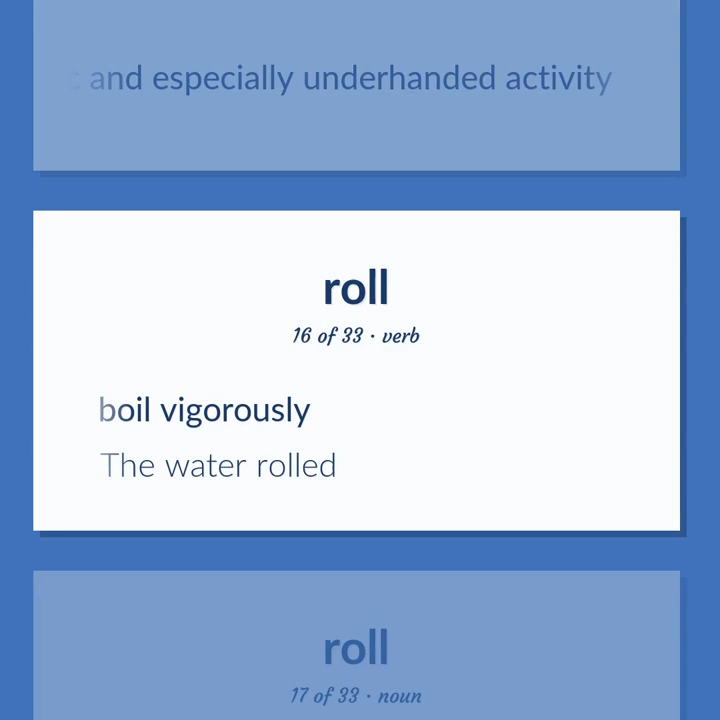 and especially underhanded activity
roll
16 of 33 · verb
boil vigorously
The water rolled
roll
17 of 33 · noun